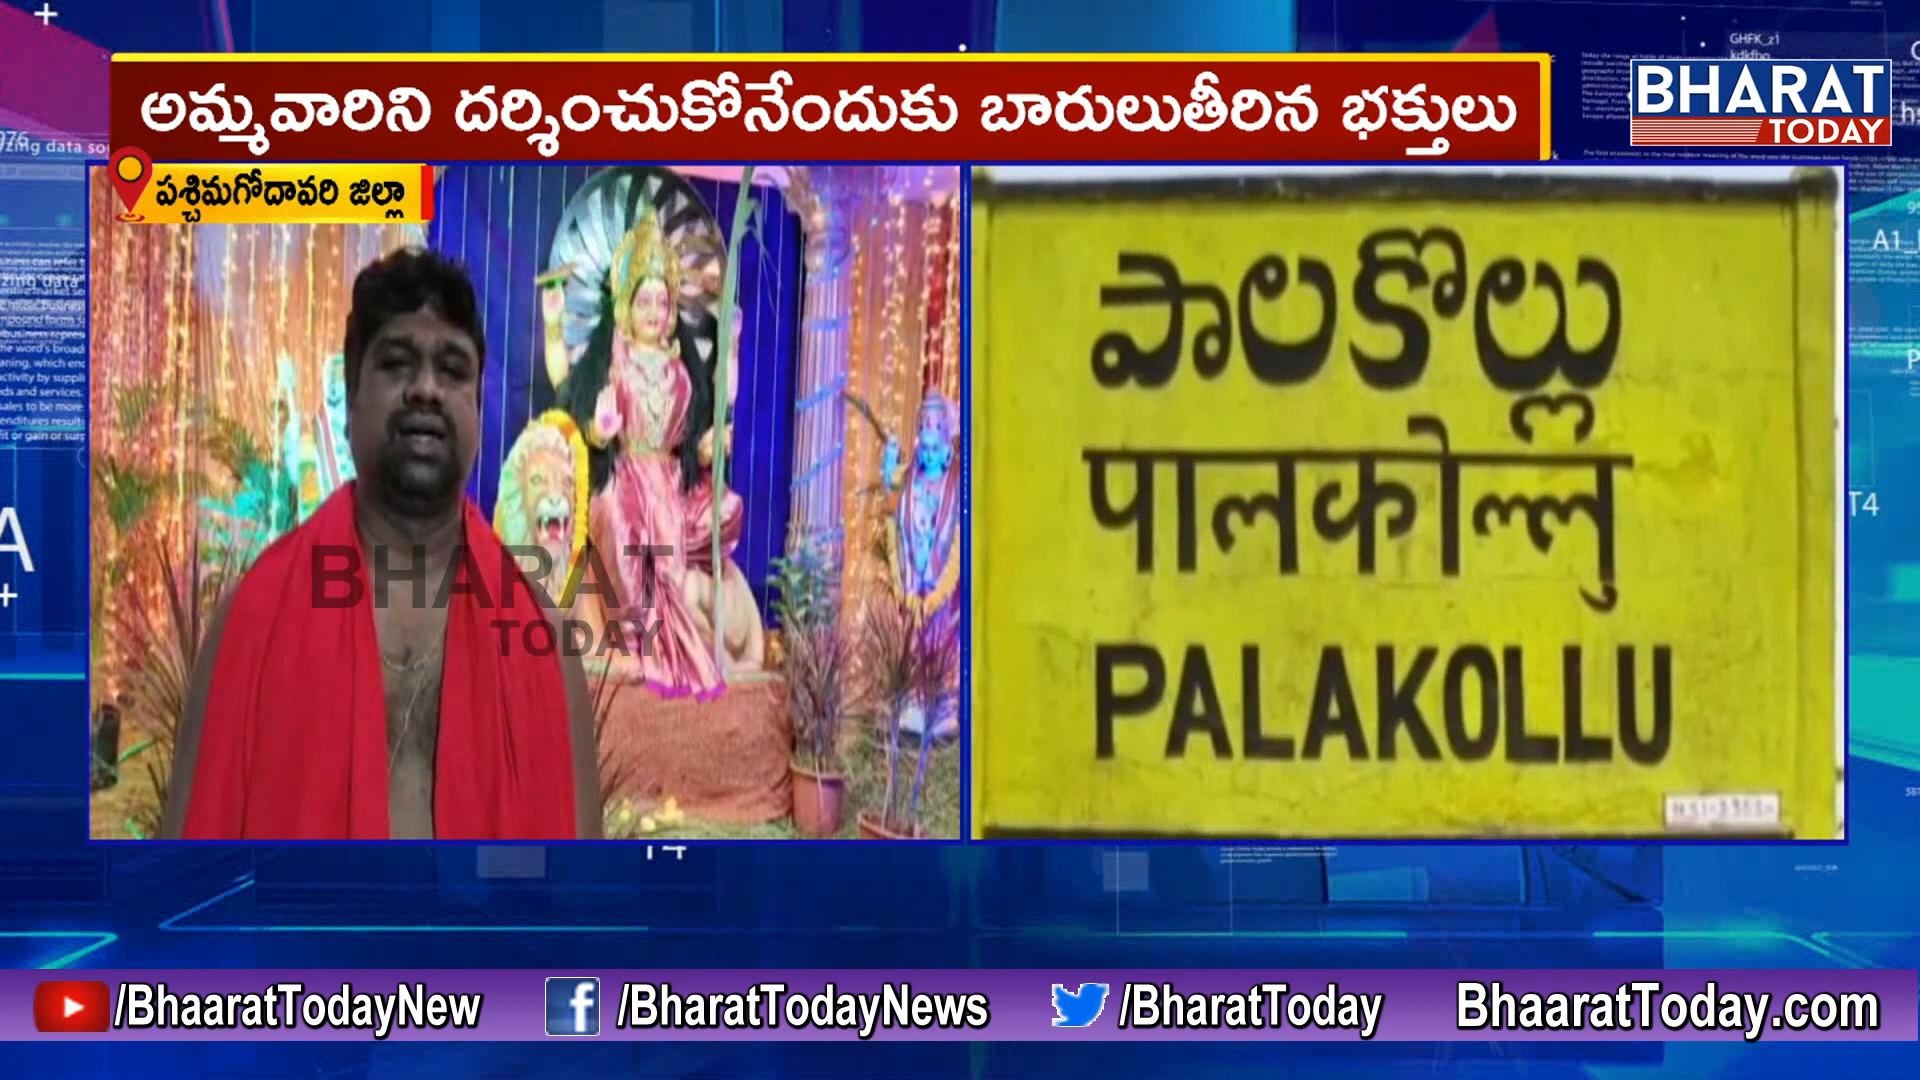 అమ్మవారిని దర్శించుకోనేందుకు బారులుతీరిన భక్తులు
BHARAT
TODAY
పశ్చిమగోదావరి జిల్లా
పాలకొల్లు
पालकोल्लु
PALAKOLLU
BHARAT
TODAY
/BhaaratTodayNew /BharatTodayNews /BharatToday BhaaratToday.com